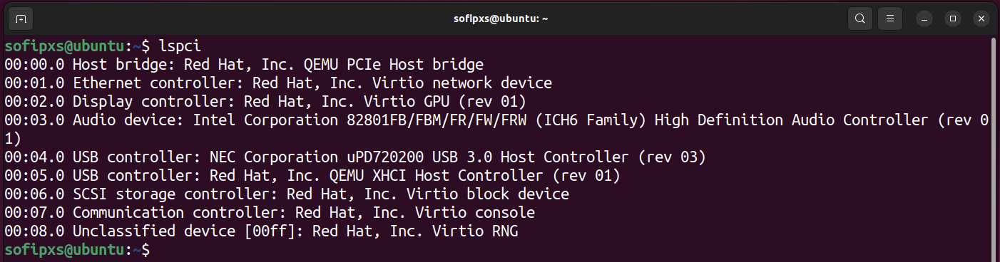 sofipxs@ubuntu: ~
sofipxs@ubuntu:~$ lspci
00:00.0 Host bridge: Red Hat, Inc. QEMU PCIe Host bridge
00:01.0 Ethernet controller: Red Hat, Inc. Virtio network device
00:02.0 Display controller: Red Hat, Inc. Virtio GPU (rev 01)
00:03.0 Audio device: Intel Corporation 82801FB/FBM/FR/FW/FRW (ICH6 Family) High Definition Audio Controller (rev 0
1)
00:04.0 USB controller: NEC Corporation uPD720200 USB 3.0 Host Controller (rev 03)
00:05.0 USB controller: Red Hat, Inc. QEMU XHCI Host Controller (rev 01)
00:06.0 SCSI storage controller: Red Hat, Inc. Virtio block device
00:07.0 Communication controller: Red Hat, Inc. Virtio console
00:08.0 Unclassified device [00ff]: Red Hat, Inc. Virtio RNG
sofipxs@ubuntu:~$